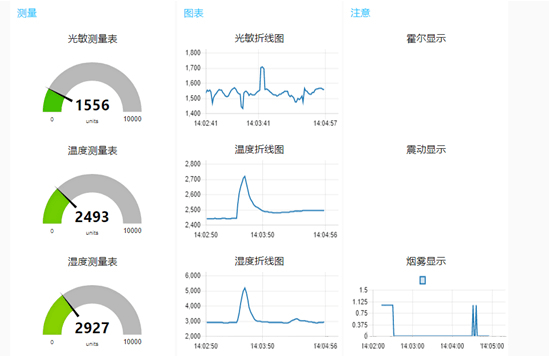 测量
光敏测量表
1556
0 units 10000
温度测量表
2493
0 units 10000
湿度测量表
2927
0 units 10000
图表
光敏折线图
1,800
1,700
1,600
1,500
1,400
14:02:41 14:03:41 14:04:57
温度折线图
2,800
2,700
2,600
2,500
2,400
14:02:50 14:03:50 14:04:56
湿度折线图
6,000
5,000
4,000
3,000
2,000
14:02:50 14:03:50 14:04:56
注意
霍尔显示
震动显示
烟雾显示
1.5
1.125
0.75
0.375
0
14:02:00 14:03:00 14:04:00 14:05:00